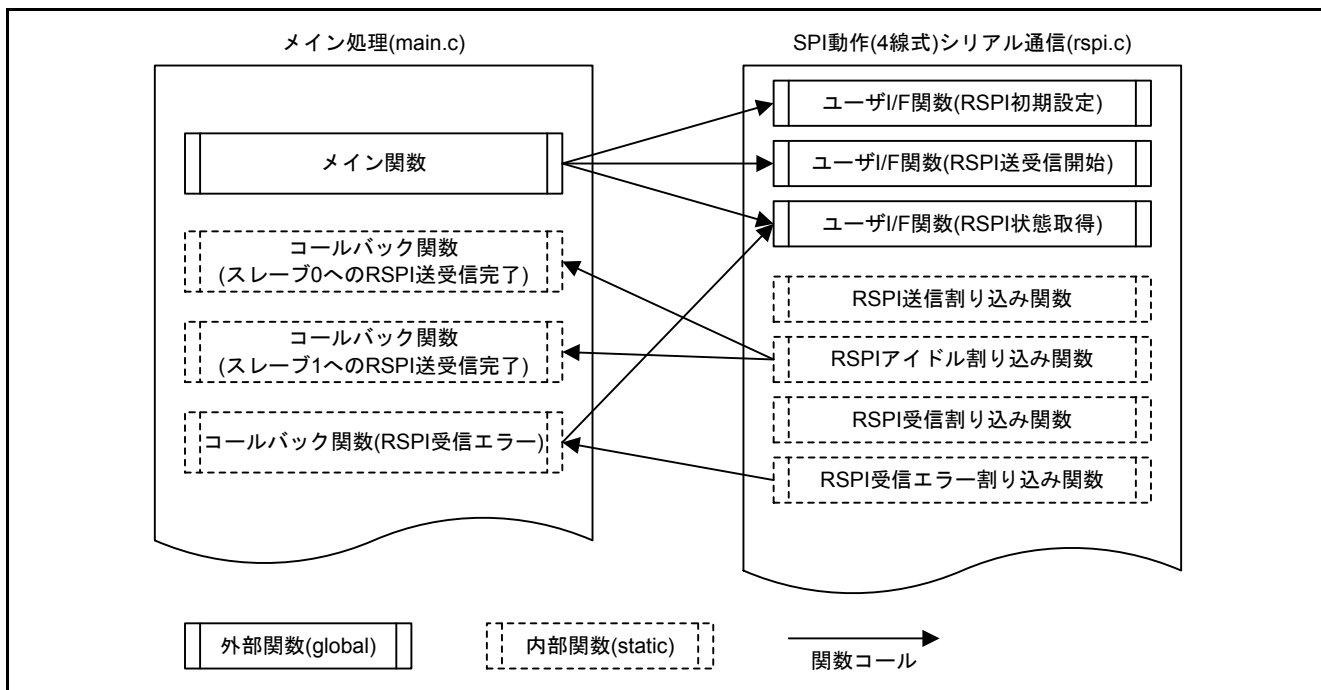 メイン処理(main.c)
メイン関数
コールバック関数
(スレーブ0へのRSPI送受信完了)
コールバック関数
(スレーブ1へのRSPI送受信完了)
コールバック関数(RSPI受信エラー)
SPI動作(4線式)シリアル通信(rspi.c)
ユーザI/F関数(RSPI初期設定)
ユーザI/F関数(RSPI送受信開始)
ユーザI/F関数(RSPI状態取得)
RSPI送信割り込み関数
RSPIアイドル割り込み関数
RSPI受信割り込み関数
RSPI受信エラー割り込み関数
外部関数(global)
内部関数(static)
関数コール